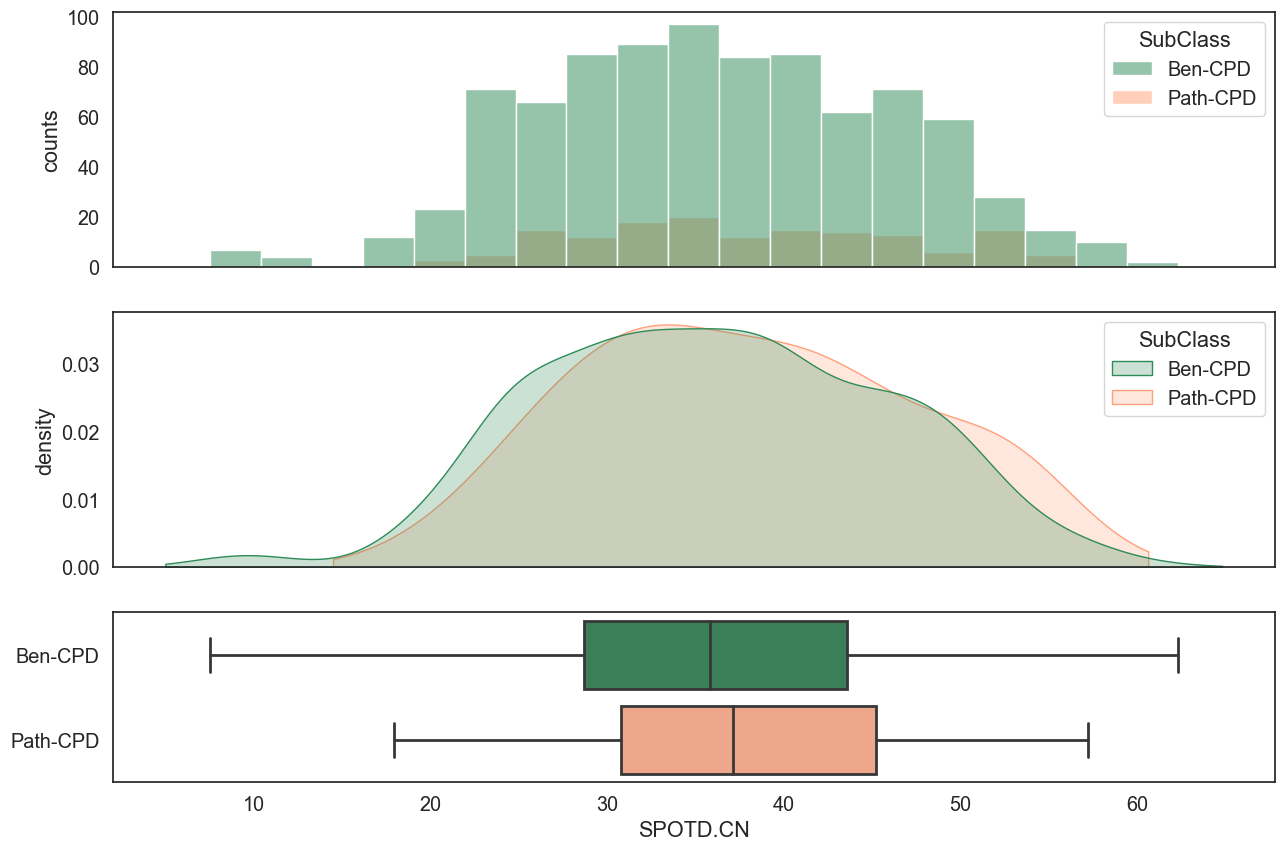 100
80
60
40
20
0
counts
SubClass
Ben-CPD
Path-CPD
0.03
0.02
0.01
0.00
density
SubClass
Ben-CPD
Path-CPD
Ben-CPD
Path-CPD
10 20 30 40 50 60
SPOTD.CN